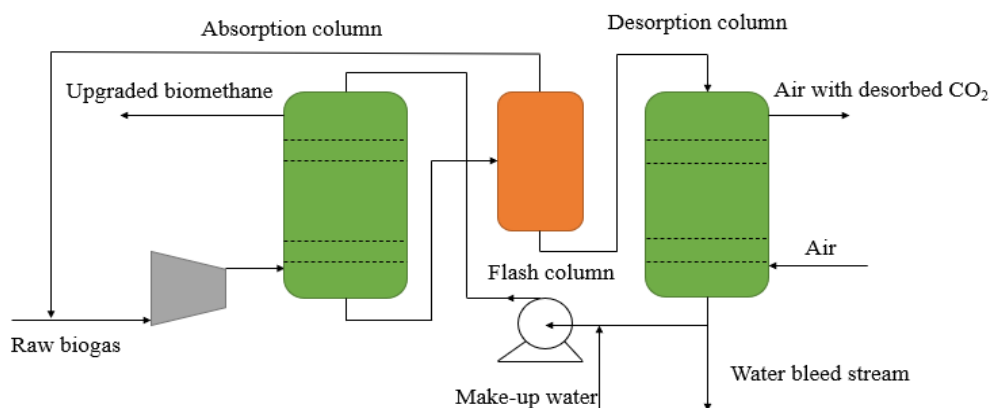 Absorption column
Desorption column
Upgraded biomethane
Air with desorbed CO₂
Air
Flash column
Raw biogas
Make-up water
Water bleed stream